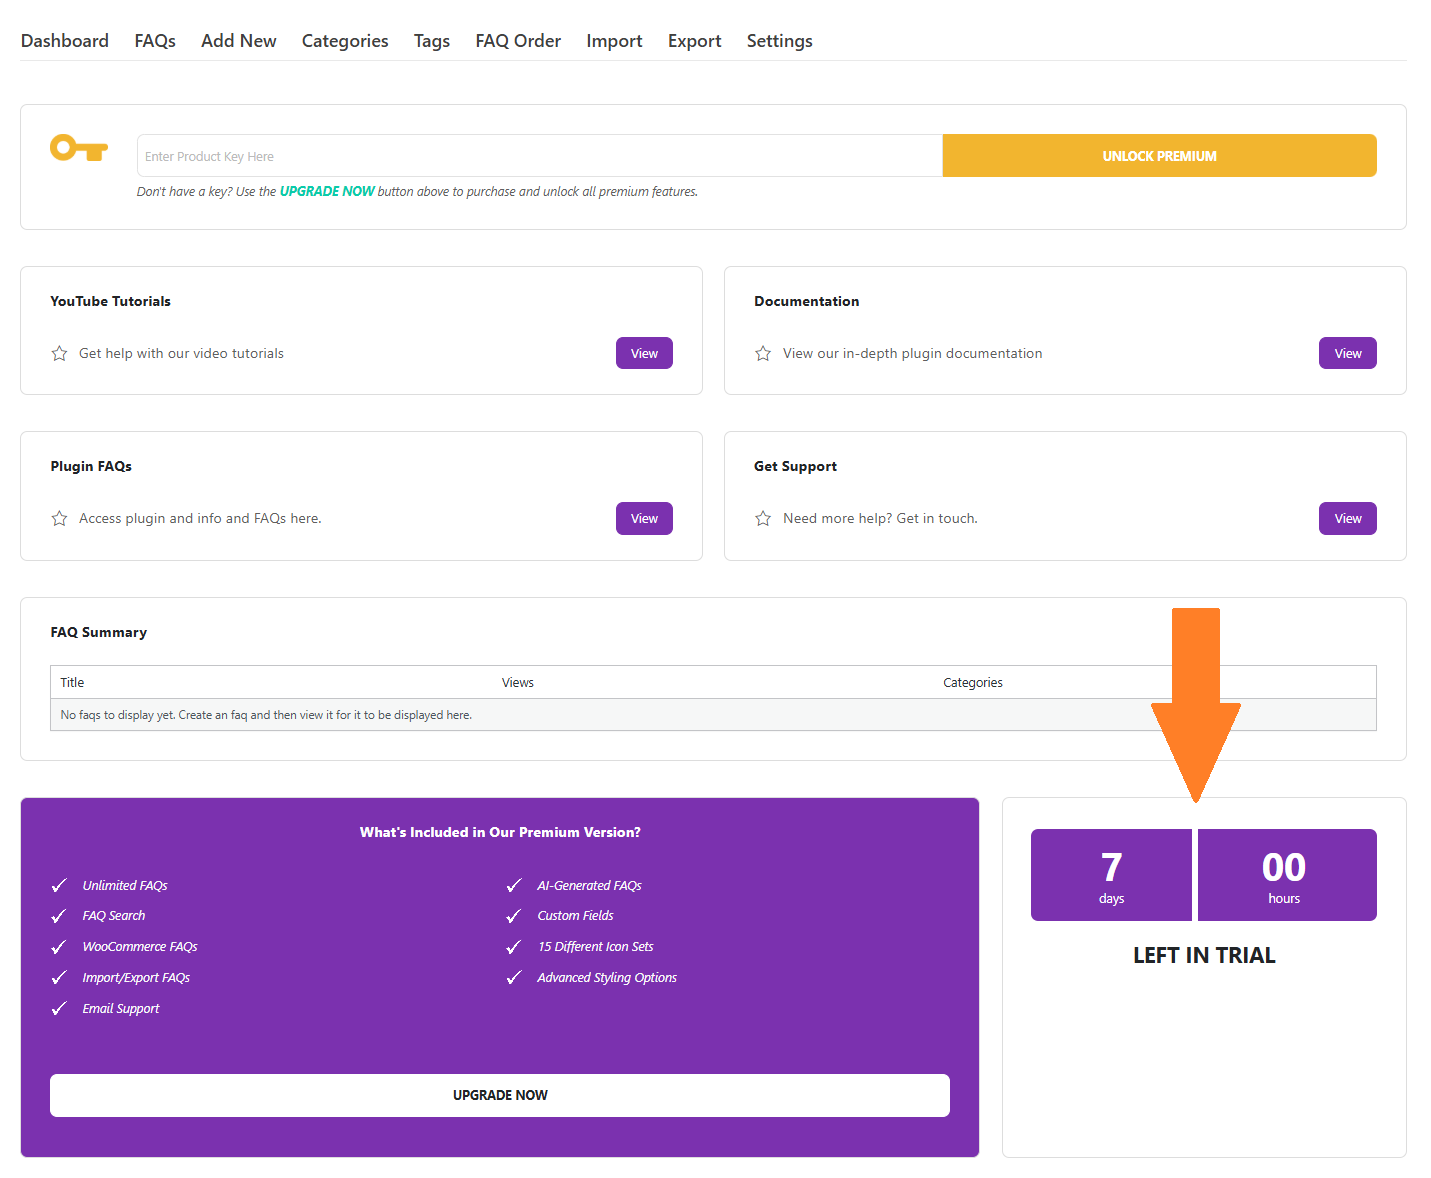 Dashboard FAQs Add New Categories Tags FAQ Order Import Export Settings
Enter Product Key Here UNLOCK PREMIUM
Don't have a key? Use the UPGRADE NOW button above to purchase and unlock all premium features.
YouTube Tutorials
Get help with our video tutorials View
Documentation
View our in-depth plugin documentation View
Plugin FAQs
Access plugin and info and FAQs here. View
Get Support
Need more help? Get in touch. View
FAQ Summary
Title Views Categories
No faqs to display yet. Create an faq and then view it for it to be displayed here.
What's Included in Our Premium Version?
Unlimited FAQs
FAQ Search
WooCommerce FAQs
Import/Export FAQs
Email Support
AI-Generated FAQs
Custom Fields
15 Different Icon Sets
Advanced Styling Options
UPGRADE NOW
7 00
days hours
LEFT IN TRIAL